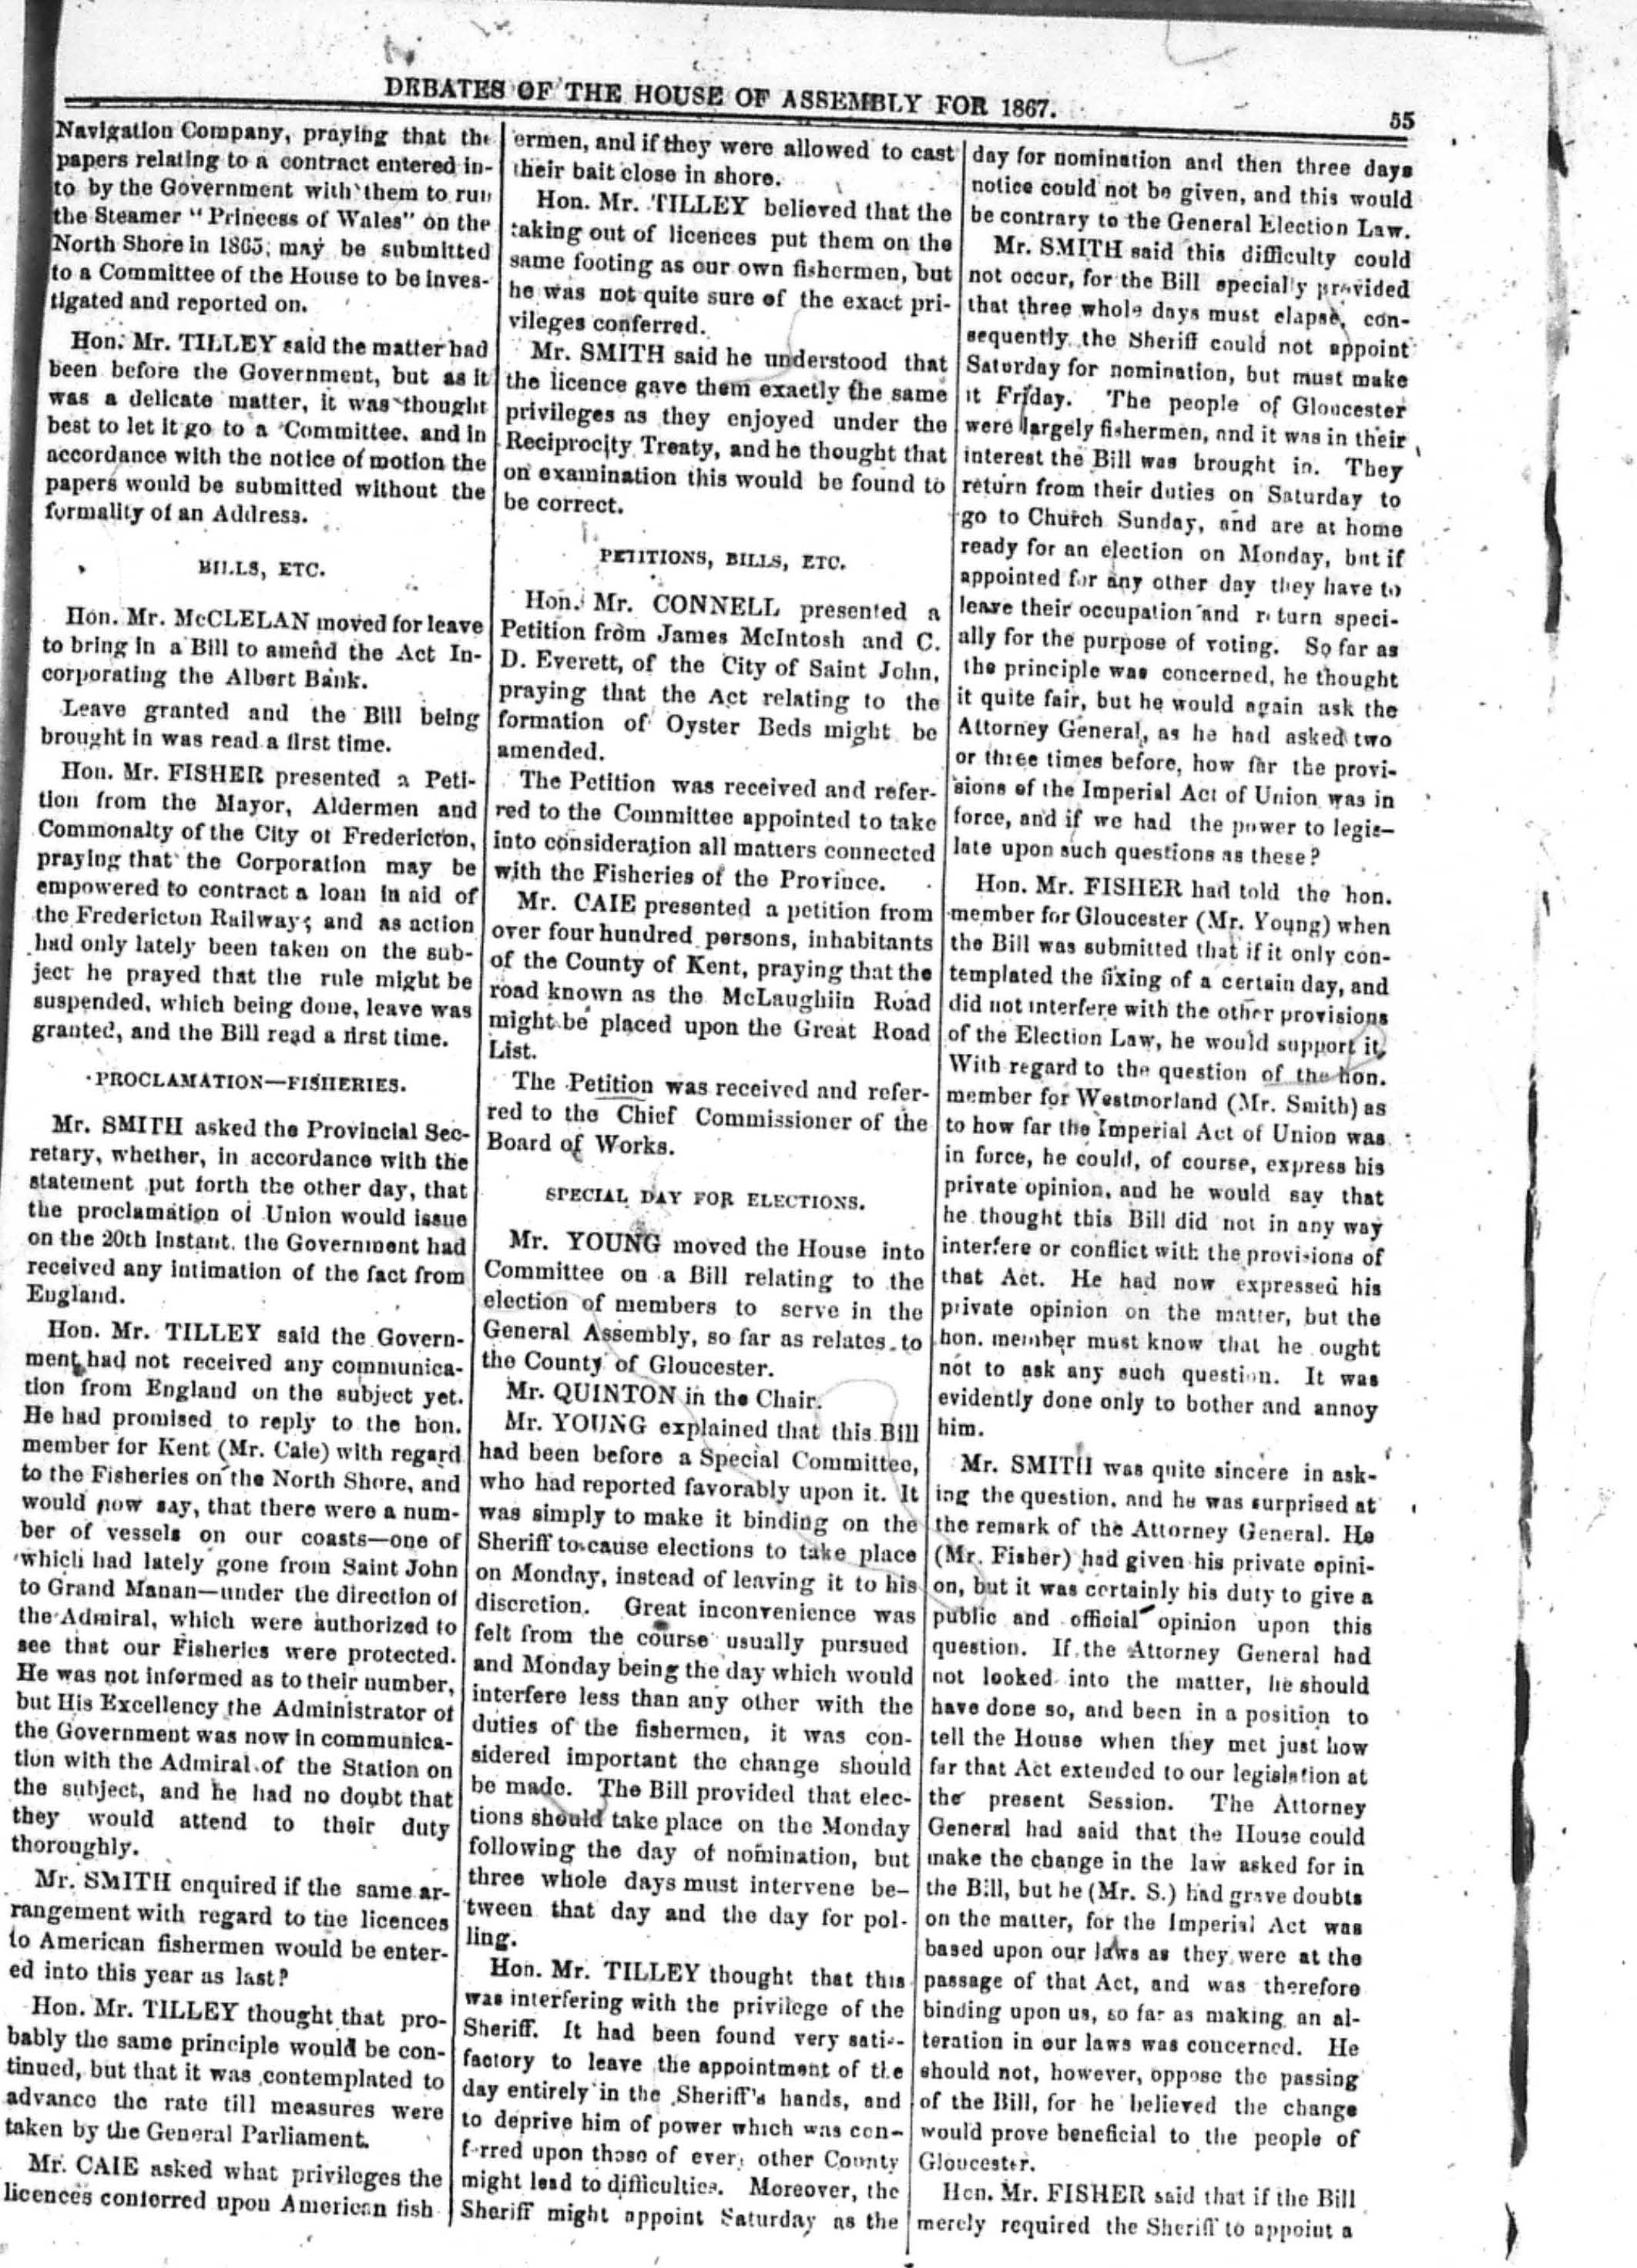 DEBATES OF THE HOUSE OF ASSEMBLY FOR 1867.
55
Navigation Company, praying that the
papers relating to a contract entered in-
to by the Government with them to run
the Steamer "Princess of Wales" on the
North Shore in 1865, may be submitted
to a Committee of the House to be inves-
tigated and reported on.
Hon. Mr. TILLEY said the matter had
been before the Government, but as it
was a delicate matter, it was thought
best to let it go to a Committee, and in
accordance with the notice of motion the
papers would be submitted without the
formality of an Address.
BILLS, ETC.
Hon. Mr. McCLELAN moved for leave
to bring in a Bill to amend the Act In-
corporating the Albert Bank.
Leave granted and the Bill being
brought in was read a first time.
Hon. Mr. FISHER presented a Peti-
tion from the Mayor, Aldermen and
Commonalty of the City of Fredericton,
praying that the Corporation may be
empowered to contract a loan in aid of
the Fredericton Railway; and as action
had only lately been taken on the sub-
ject he prayed that the rule might be
suspended, which being done, leave was
granted, and the Bill read a first time.
PROCLAMATION—FISHERIES.
Mr. SMITH asked the Provincial Sec-
retary, whether, in accordance with the
statement put forth the other day, that
the proclamation of Union would issue
on the 20th instant, the Government had
received any intimation of the fact from
England.
Hon. Mr. TILLEY said the Govern-
ment had not received any communica-
tion from England on the subject yet.
He had promised to reply to the hon.
member for Kent (Mr. Caie) with regard
to the Fisheries on the North Shore, and
would now say, that there were a num-
ber of vessels on our coasts—one of
which had lately gone from Saint John
to Grand Manan—under the direction of
the Admiral, which were authorized to
see that our Fisheries were protected.
He was not informed as to their number,
but His Excellency the Administrator of
the Government was now in communica-
tion with the Admiral of the Station on
the subject, and he had no doubt that
they would attend to their duty
thoroughly.
Mr. SMITH enquired if the same ar-
rangement with regard to the licences
to American fishermen would be enter-
ed into this year as last?
Hon. Mr. TILLEY thought that pro-
bably the same principle would be con-
tinued, but that it was contemplated to
advance the rate till measures were
taken by the General Parliament.
Mr. CAIE asked what privileges the
licences conferred upon American fish
ermen, and if they were allowed to cast
their bait close in shore.
Hon. Mr. TILLEY believed that the
taking out of licences put them on the
same footing as our own fishermen, but
he was not quite sure of the exact pri-
vileges conferred.
Mr. SMITH said he understood that
the licence gave them exactly the same
privileges as they enjoyed under the
Reciprocity Treaty, and he thought that
on examination this would be found to
be correct.
PETITIONS, BILLS, ETC.
Hon. Mr. CONNELL presented a
Petition from James McIntosh and C.
D. Everett, of the City of Saint John,
praying that the Act relating to the
formation of Oyster Beds might be
amended.
The Petition was received and refer-
red to the Committee appointed to take
into consideration all matters connected
with the Fisheries of the Province.
Mr. CAIE presented a petition from
over four hundred persons, inhabitants
of the County of Kent, praying that the
road known as the McLaughlin Road
might be placed upon the Great Road
List.
The Petition was received and refer-
red to the Chief Commissioner of the
Board of Works.
SPECIAL DAY FOR ELECTIONS.
Mr. YOUNG moved the House into
Committee on a Bill relating to the
election of members to serve in the
General Assembly, so far as relates to
the County of Gloucester.
Mr. QUINTON in the Chair.
Mr. YOUNG explained that this Bill
had been before a Special Committee,
who had reported favorably upon it. It
was simply to make it binding on the
Sheriff to cause elections to take place
on Monday, instead of leaving it to his
discretion. Great inconvenience was
felt from the course usually pursued
and Monday being the day which would
interfere less than any other with the
duties of the fishermen, it was con-
sidered important the change should
be made. The Bill provided that elec-
tions should take place on the Monday
following the day of nomination, but
three whole days must intervene be-
tween that day and the day for pol-
ling.
Hon. Mr. TILLEY thought that this
was interfering with the privilege of the
Sheriff. It had been found very satis-
factory to leave the appointment of the
day entirely in the Sheriff's hands, and
to deprive him of power which was con-
ferred upon those of every other County
might lead to difficulties. Moreover, the
Sheriff might appoint Saturday as the
day for nomination and then three days
notice could not be given, and this would
be contrary to the General Election Law.
Mr. SMITH said this difficulty could
not occur, for the Bill specially provided
that three whole days must elapse, con-
sequently the Sheriff could not appoint
Saturday for nomination, but must make
it Friday. The people of Gloucester
were largely fishermen, and it was in their
interest the Bill was brought in. They
return from their duties on Saturday to
go to Church Sunday, and are at home
ready for an election on Monday, but if
appointed for any other day they have to
leave their occupation and return speci-
ally for the purpose of voting. So far as
the principle was concerned, he thought
it quite fair, but he would again ask the
Attorney General, as he had asked two
or three times before, how far the provi-
sions of the Imperial Act of Union was in
force, and if we had the power to legis-
late upon such questions as these?
Hon. Mr. FISHER had told the hon.
member for Gloucester (Mr. Young) when
the Bill was submitted that if it only con-
templated the fixing of a certain day, and
did not interfere with the other provisions
of the Election Law, he would support it.
With regard to the question of the hon.
member for Westmorland (Mr. Smith) as
to how far the Imperial Act of Union was
in force, he could, of course, express his
private opinion, and he would say that
he thought this Bill did not in any way
interfere or conflict with the provisions of
that Act. He had now expressed his
private opinion on the matter, but the
hon. member must know that he ought
not to ask any such question. It was
evidently done only to bother and annoy
him.
Mr. SMITH was quite sincere in ask-
ing the question, and he was surprised at
the remark of the Attorney General. He
(Mr. Fisher) had given his private opini-
on, but it was certainly his duty to give a
public and official opinion upon this
question. If the Attorney General had
not looked into the matter, he should
have done so, and been in a position to
tell the House when they met just how
far that Act extended to our legislation at
the present Session. The Attorney
General had said that the House could
make the change in the law asked for in
the Bill, but he (Mr. S.) had grave doubts
on the matter, for the Imperial Act was
based upon our laws as they were at the
passage of that Act, and was therefore
binding upon us, so far as making an al-
teration in our laws was concerned. He
should not, however, oppose the passing
of the Bill, for he believed the change
would prove beneficial to the people of
Gloucester.
Hon. Mr. FISHER said that if the Bill
merely required the Sheriff to appoint a